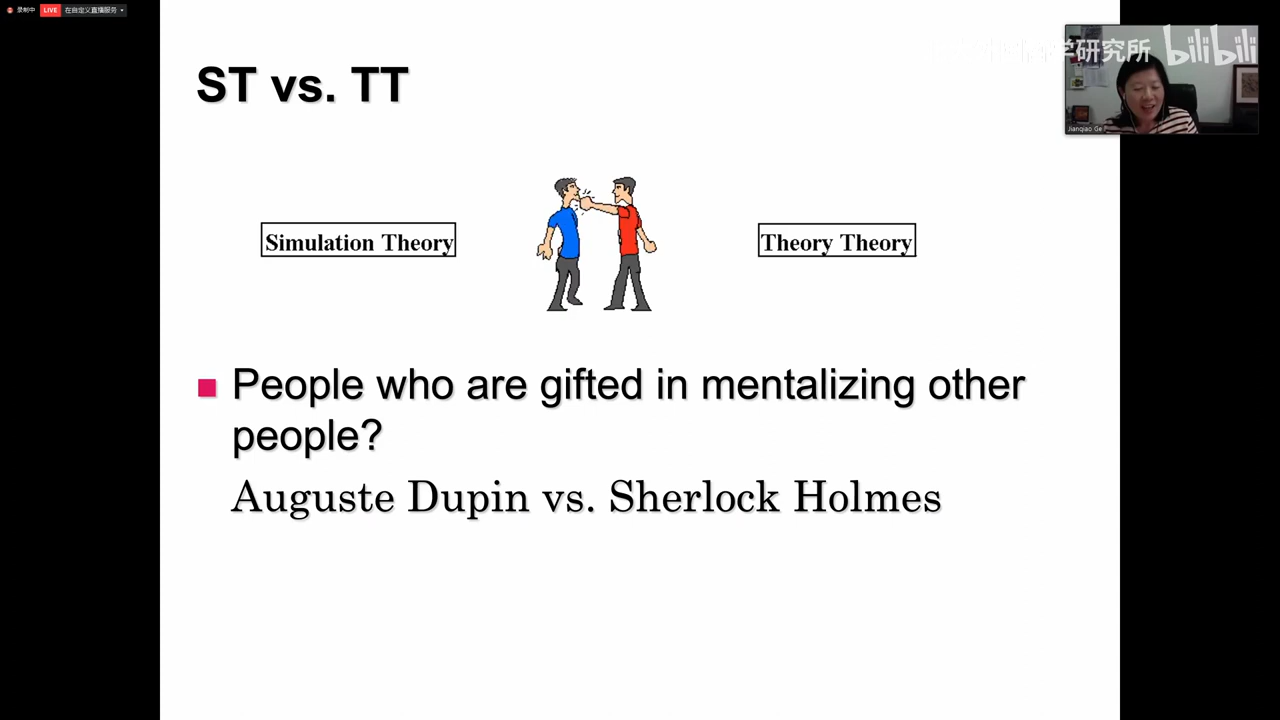 录制中 LIVE 在自定义直播服务
学研究所 bilibili
ST vs. TT
Jianqiao Ge
Simulation Theory
Theory Theory
People who are gifted in mentalizing other
people?
Auguste Dupin vs. Sherlock Holmes